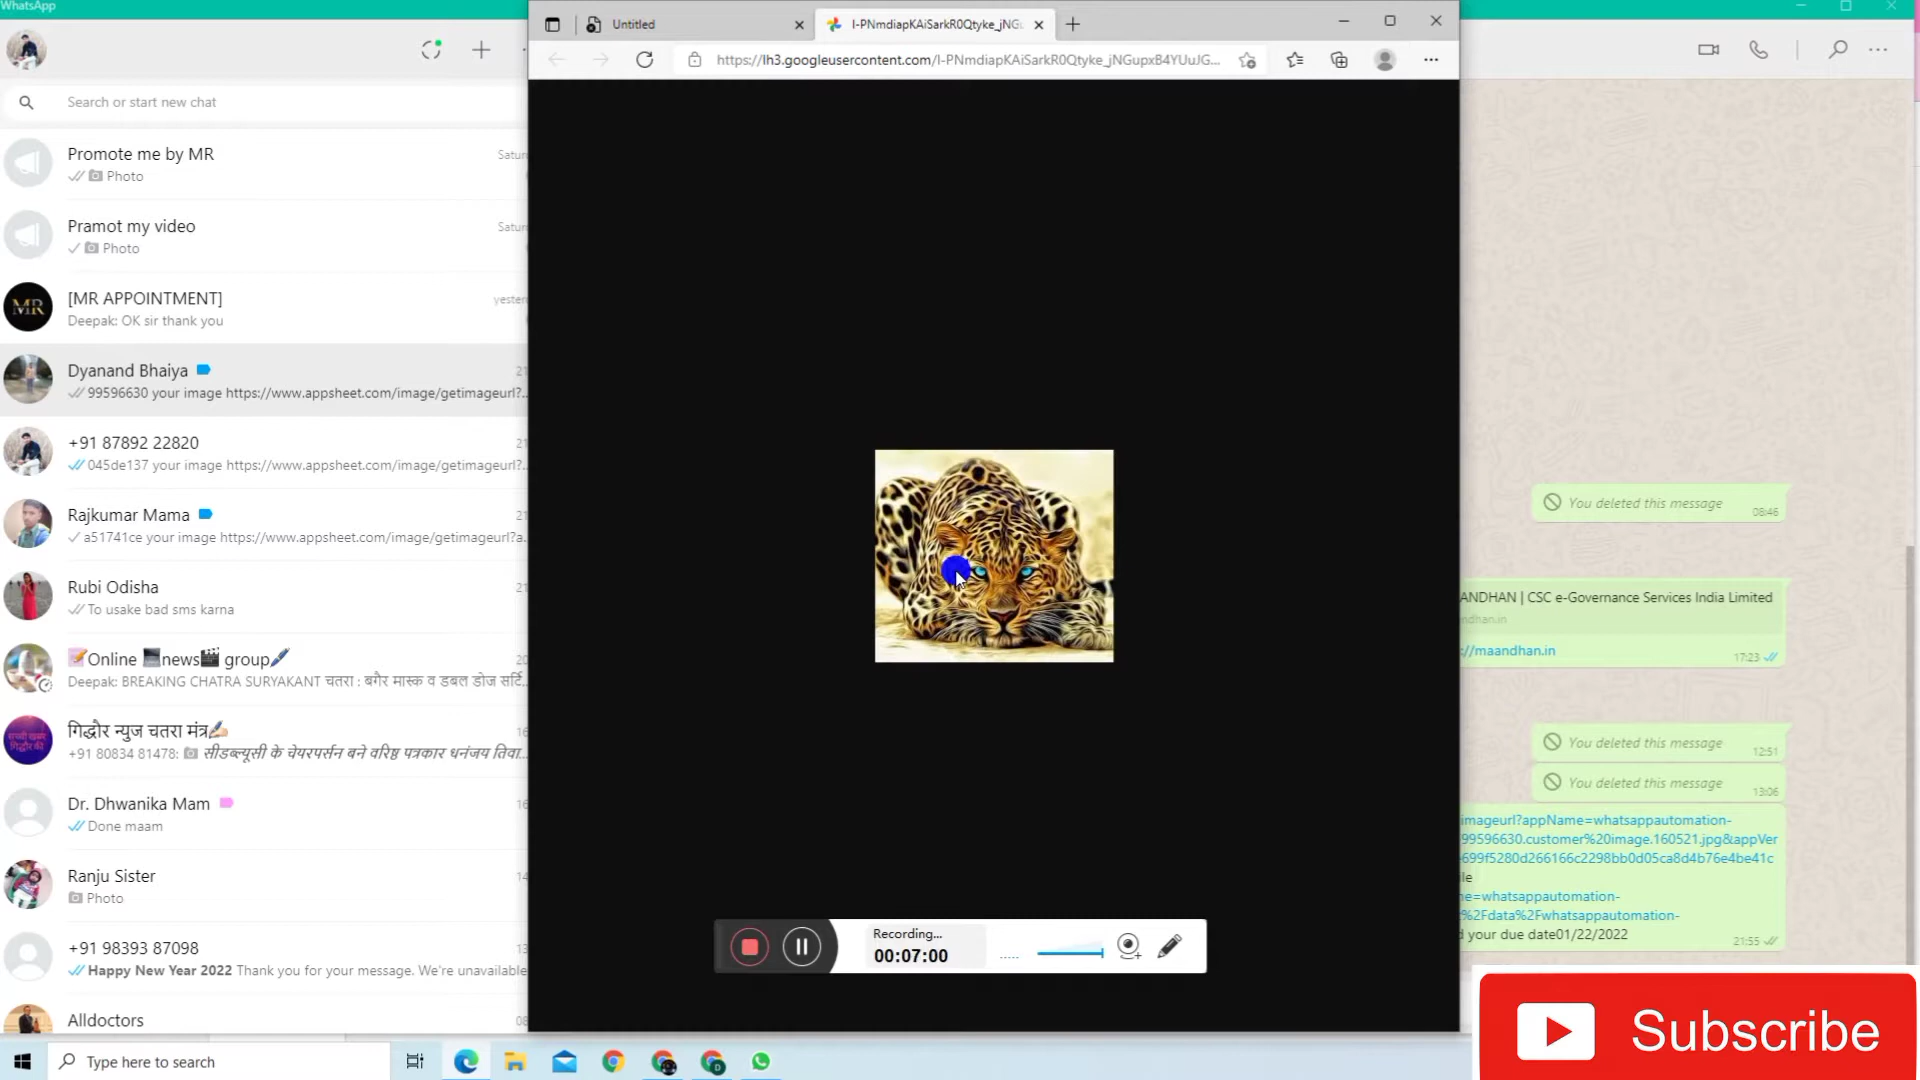 WhatsApp
Search or start new chat
Promote me by MR
Photo
Pramot my video
Photo
[MR APPOINTMENT]
Deepak: OK sir thank you
Dyanand Bhaiya
99596630 your image https://www.appsheet.com/image/getimageurl?...
+91 87892 22820
045de137 your image https://www.appsheet.com/image/getimageurl?...
Rajkumar Mama
a51741ce your image https://www.appsheet.com/image/getimageurl?a...
Rubi Odisha
To usake bad sms karna
📝Online 💻news🎬 group🖊
Deepak: BREAKING CHATRA SURYAKANT चतरा : बगैर मास्क व डबल डोज सर्टि...
गिद्धौर न्युज चतरा मंत्र✍
+91 80834 81478: सीडब्ल्यूसी के चेयरपर्सन बने वरिष्ठ पत्रकार धनंजय तिवा...
Dr. Dhwanika Mam
Done maam
Ranju Sister
Photo
+91 98393 87098
Happy New Year 2022 Thank you for your message. We're unavailable
Alldoctors
MR
Untitled
https://lh3.googleusercontent.com/I-PNmdiapKAiSarkR0Qtyke_jNGupxB4YUuJG...
Recording...
00:07:00
You deleted this message
08:46
ANDHAN | CSC e-Governance Services India Limited
ndhan.in
://maandhan.in
17:23
You deleted this message
12:51
You deleted this message
13:06
imageurl?appName=whatsappautomation-
99596630.customer%20image.160521.jpg&appVer
699f5280d266166c2298bb0d05ca8d4b76e4be41c
ile
ne=whatsappautomation-
%2Fdata%2Fwhatsappautomation-
d your due date01/22/2022
21:55
Subscribe
Type here to search